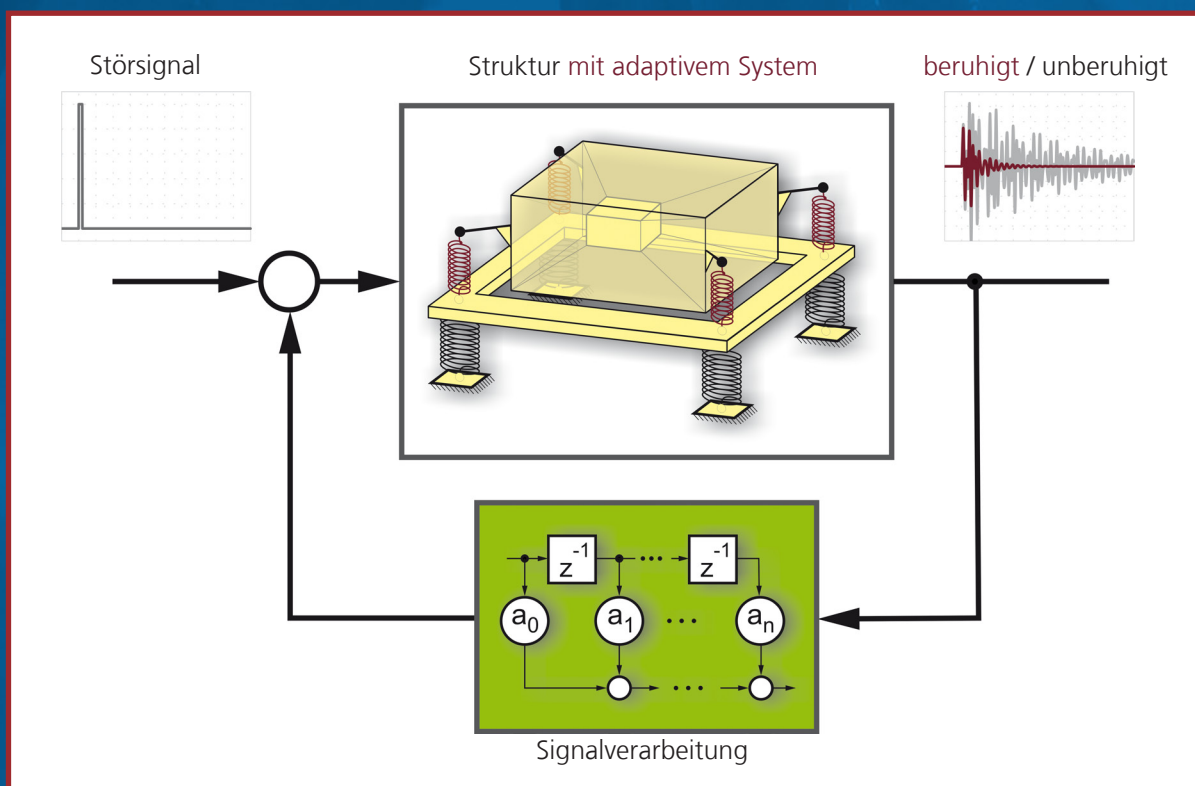 Störsignal
Struktur mit adaptivem System
beruhigt / unberuhigt
z⁻¹ ... z⁻¹
a₀ a₁ ... aₙ
...
Signalverarbeitung